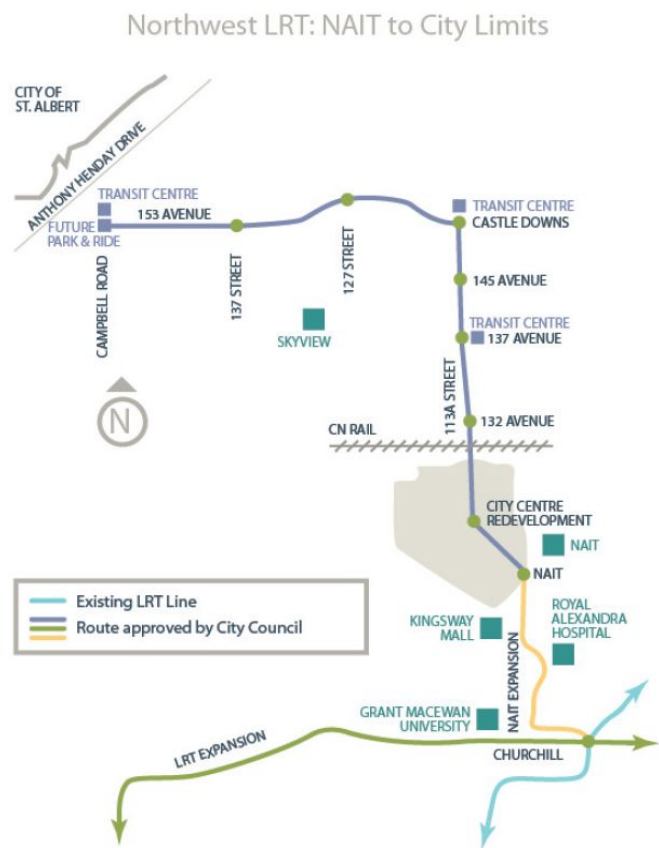 Northwest LRT: NAIT to City Limits
CITY OF
ST. ALBERT
ANTHONY HENDAY DRIVE
TRANSIT CENTRE
153 AVENUE
FUTURE
PARK & RIDE
CAMPBELL ROAD
137 STREET
127 STREET
TRANSIT CENTRE
CASTLE DOWNS
145 AVENUE
SKYVIEW
TRANSIT CENTRE
137 AVENUE
113A STREET
132 AVENUE
N
CN RAIL
CITY CENTRE
REDEVELOPMENT
NAIT
NAIT
Existing LRT Line
Route approved by City Council
KINGSWAY
MALL
ROYAL
ALEXANDRA
HOSPITAL
NAIT EXPANSION
GRANT MACEWAN
UNIVERSITY
LRT EXPANSION
CHURCHILL